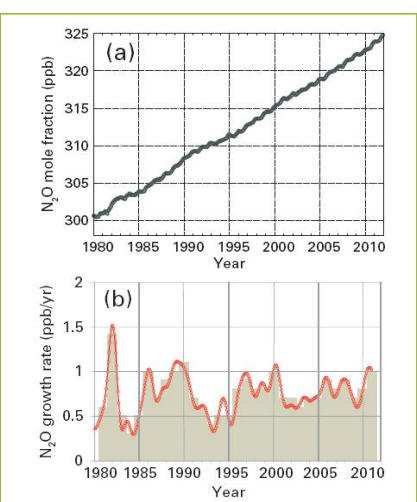 (a)
N₂O mole fraction (ppb)
325
320
315
310
305
300
1980 1985 1990 1995 2000 2005 2010
Year
(b)
N₂O growth rate (ppb/yr)
2
1.5
1
0.5
0
1980 1985 1990 1995 2000 2005 2010
Year